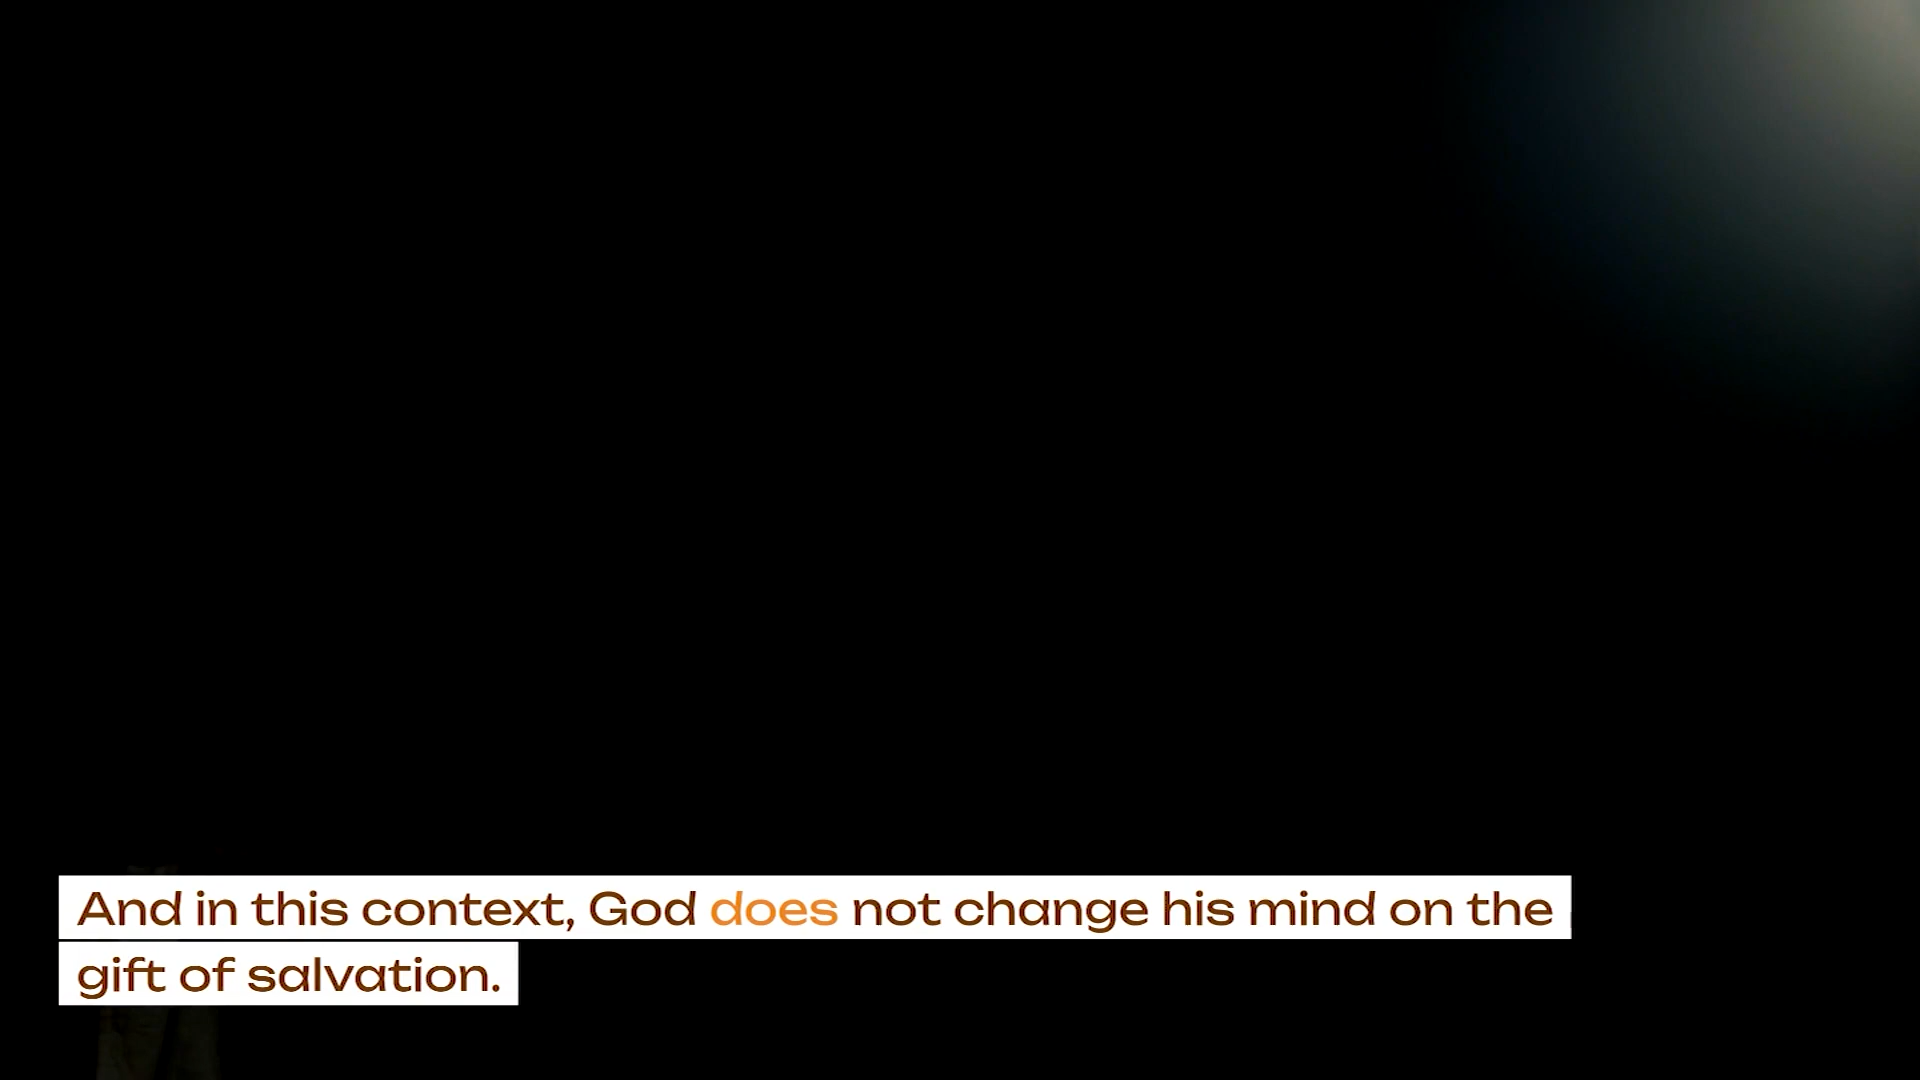 And in this context, God does not change his mind on the
gift of salvation.